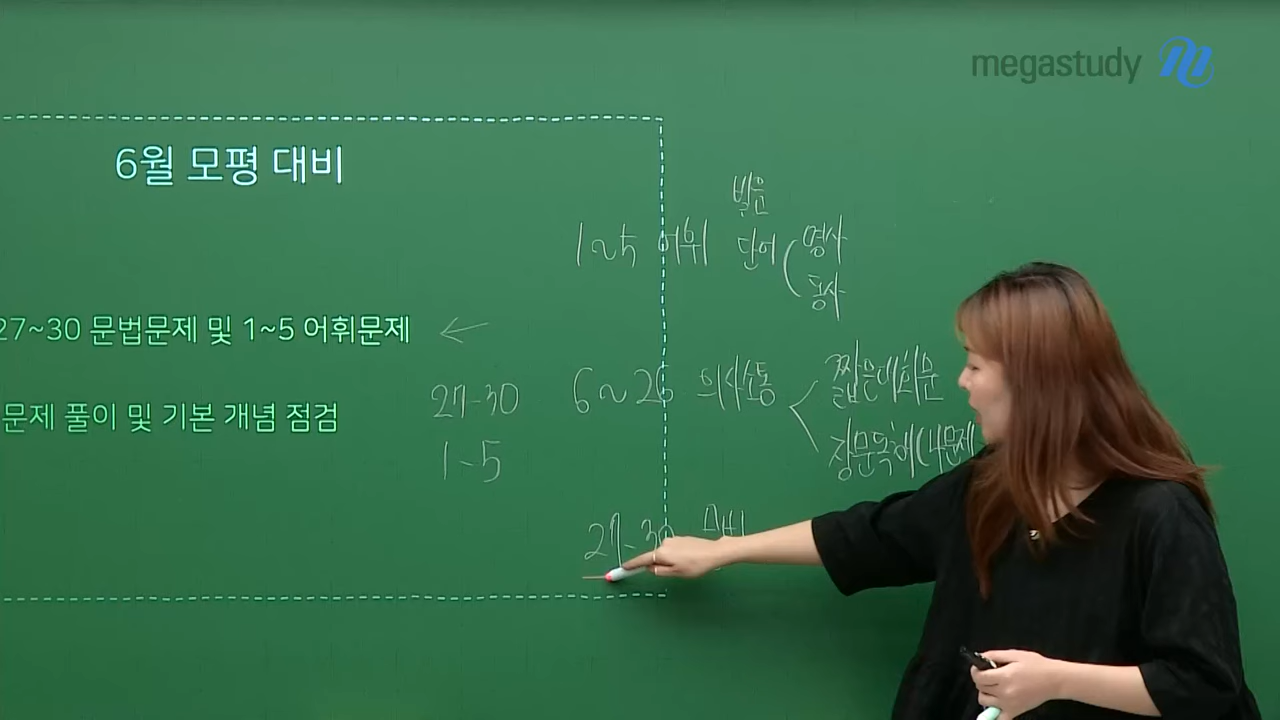 megastudy
6월 모평 대비
발음
1~5 어휘 단어 ( 명사
동사
27~30 문법문제 및 1~5 어휘문제
6~26 의사소통 < 짧은대화문
장문독해 (4문제
문제 풀이 및 기본 개념 점검
27-30
1-5
27-30